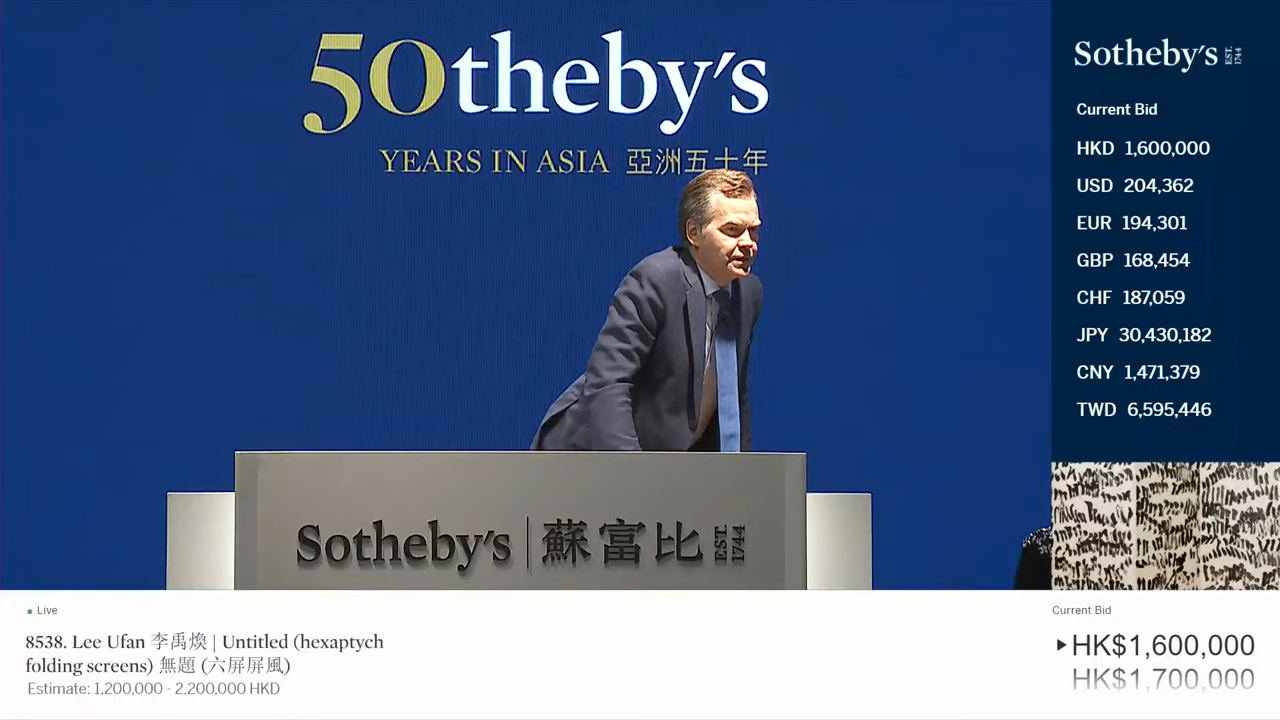 50theby's
YEARS IN ASIA 亞洲五十年
Sotheby's | 蘇富比 EST. 1744
Sotheby's EST. 1744
Current Bid
HKD 1,600,000
USD 204,362
EUR 194,301
GBP 168,454
CHF 187,059
JPY 30,430,182
CNY 1,471,379
TWD 6,595,446
Live
8538. Lee Ufan 李禹煥 | Untitled (hexaptych
folding screens) 無題 (六屏屏風)
Estimate: 1,200,000 - 2,200,000 HKD
Current Bid
HK$1,600,000
HK$1,700,000